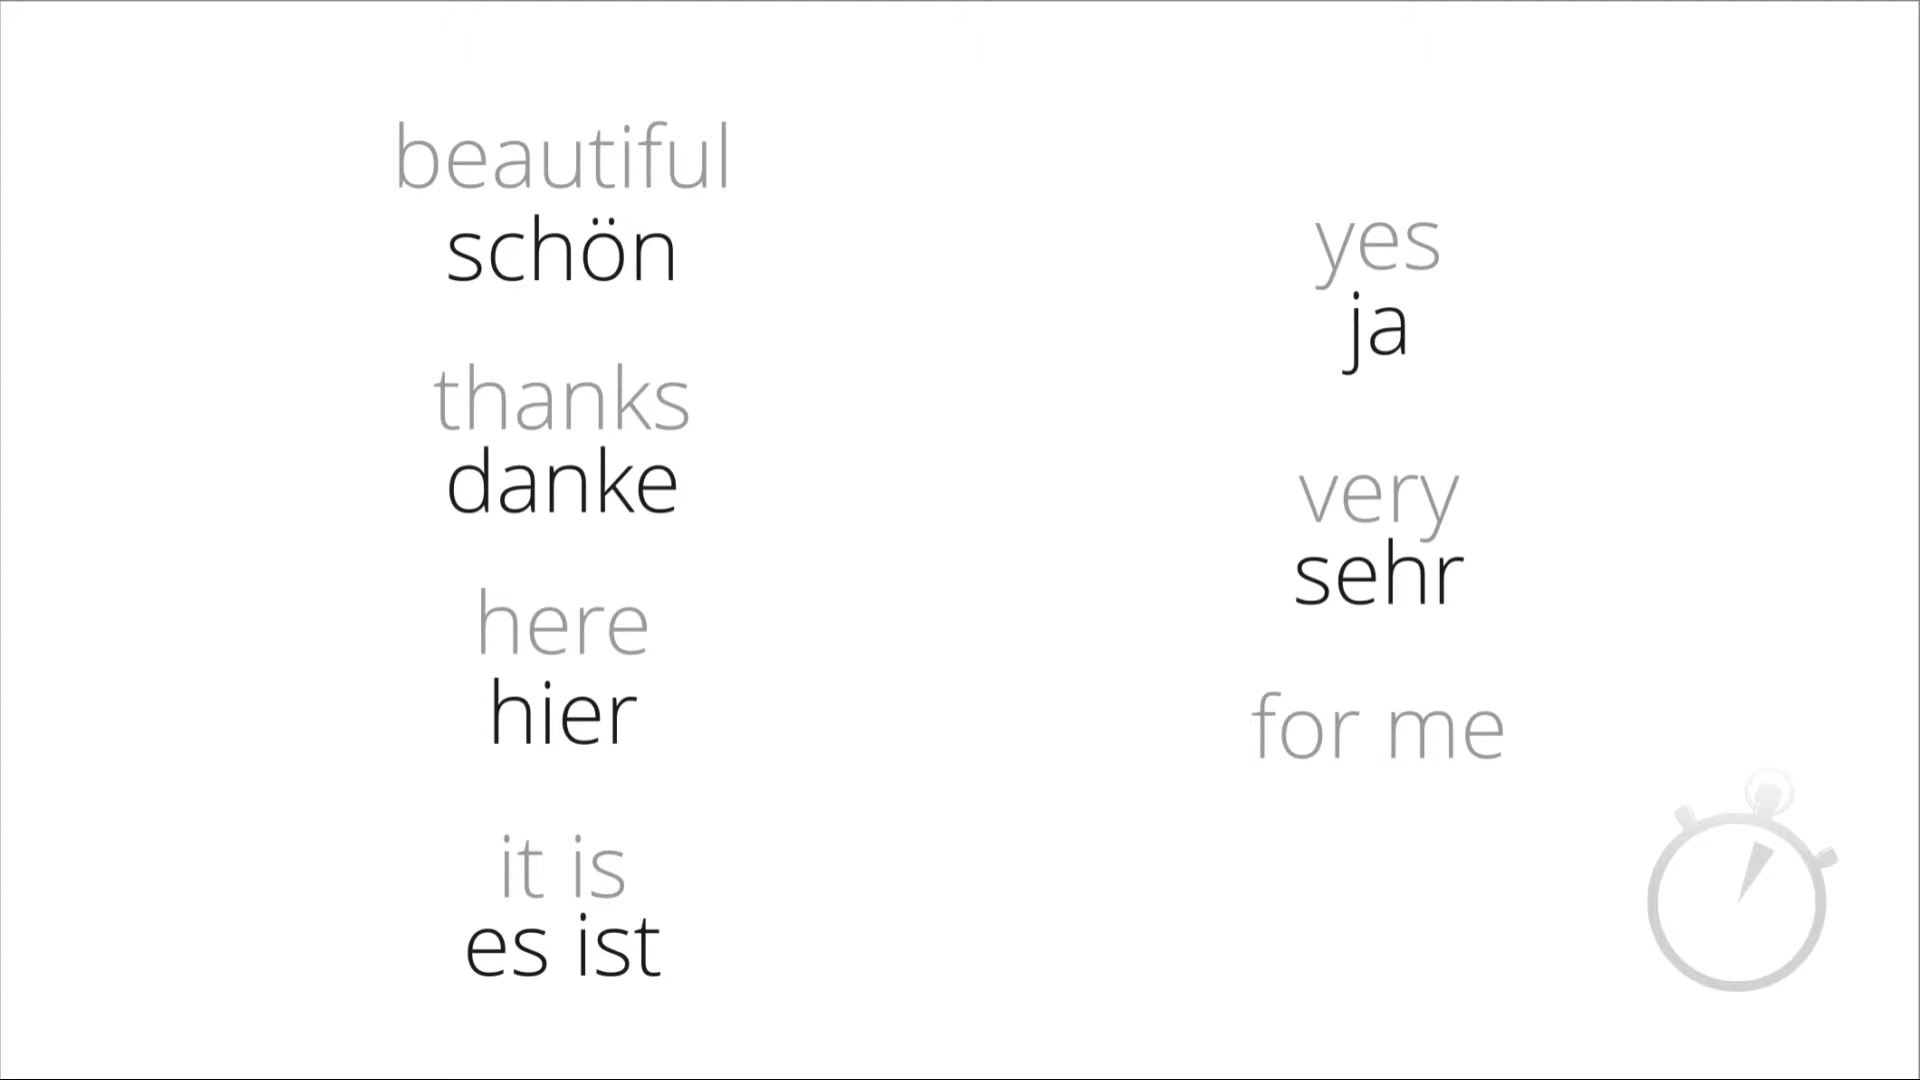 beautiful
schön
thanks
danke
here
hier
it is
es ist
yes
ja
very
sehr
for me